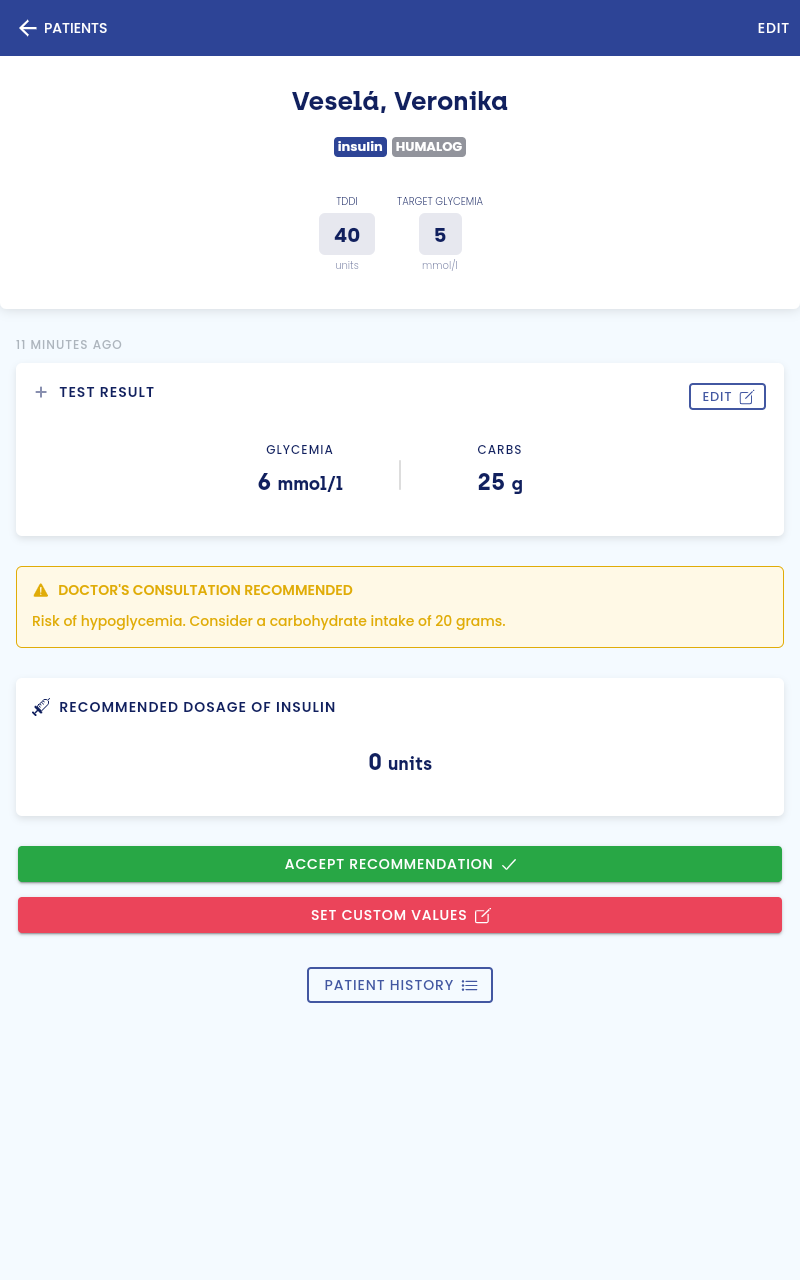 PATIENTS EDIT
Veselá, Veronika
insulin HUMALOG
TDDI TARGET GLYCEMIA
40 5
units mmol/l
11 MINUTES AGO
TEST RESULT EDIT
GLYCEMIA CARBS
6 mmol/l 25 g
DOCTOR'S CONSULTATION RECOMMENDED
Risk of hypoglycemia. Consider a carbohydrate intake of 20 grams.
RECOMMENDED DOSAGE OF INSULIN
0 units
ACCEPT RECOMMENDATION
SET CUSTOM VALUES
PATIENT HISTORY